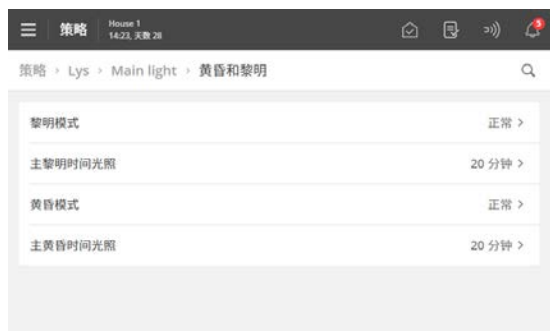 策略
House 1
14:23, 天数 28
5
策略 › Lys › Main light › 黄昏和黎明
黎明模式 正常 ›
主黎明时间光照 20 分钟 ›
黄昏模式 正常 ›
主黄昏时间光照 20 分钟 ›